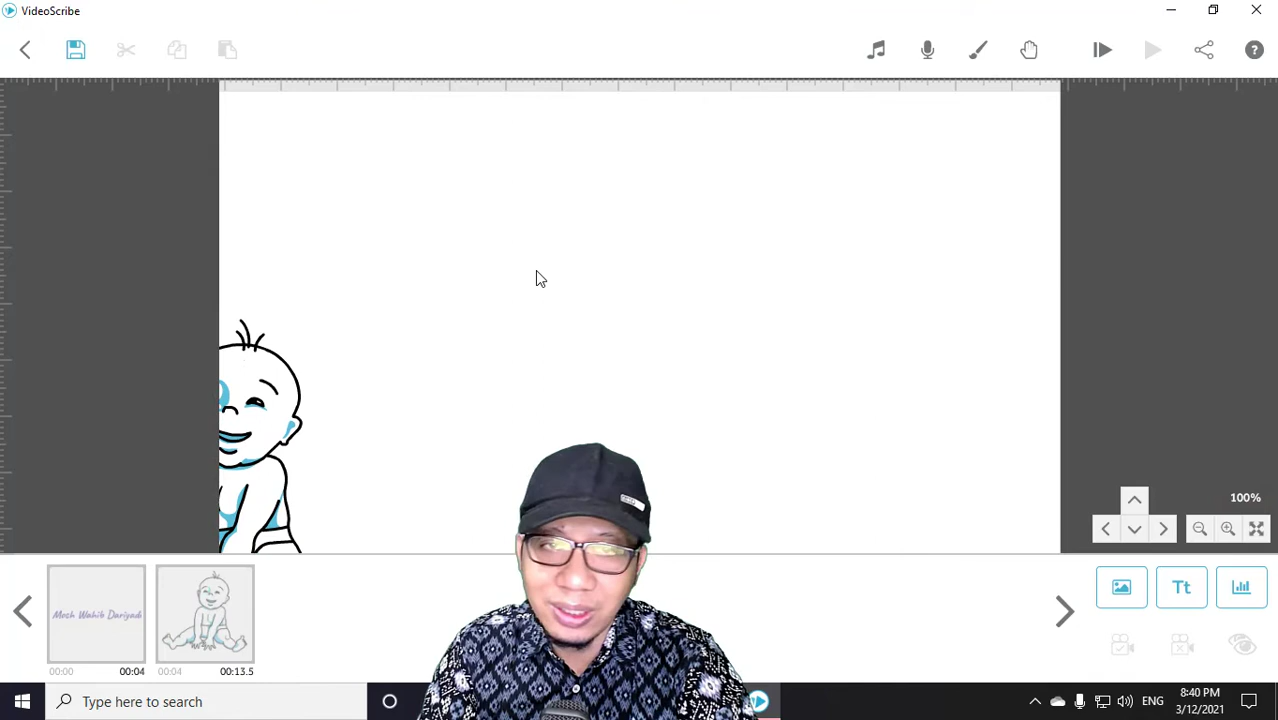 VideoScribe
?
100%
Moch Wahib Dariyadi
Tt
00:00 00:04 00:04 00:13.5
Type here to search
ENG
8:40 PM
3/12/2021